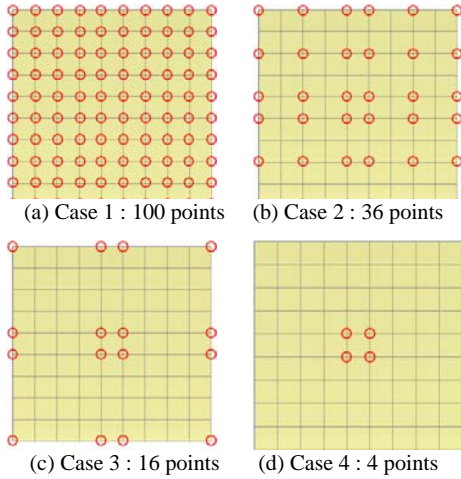 (a) Case 1 : 100 points
(b) Case 2 : 36 points
(c) Case 3 : 16 points
(d) Case 4 : 4 points